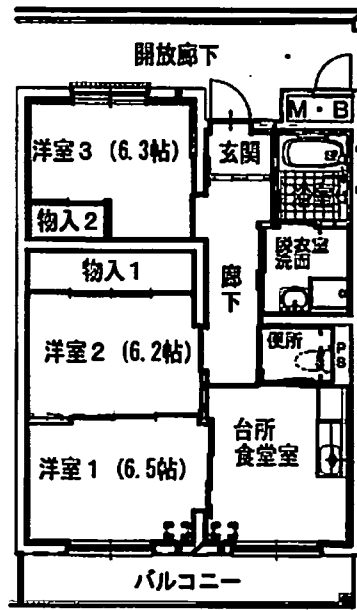 開放廊下
M・B
洋室3 (6.3帖)
玄関
浴室
物入2
脱衣室
洗面
物入1
廊下
洋室2 (6.2帖)
便所
PS
台所
食堂室
洋室1 (6.5帖)
バルコニー